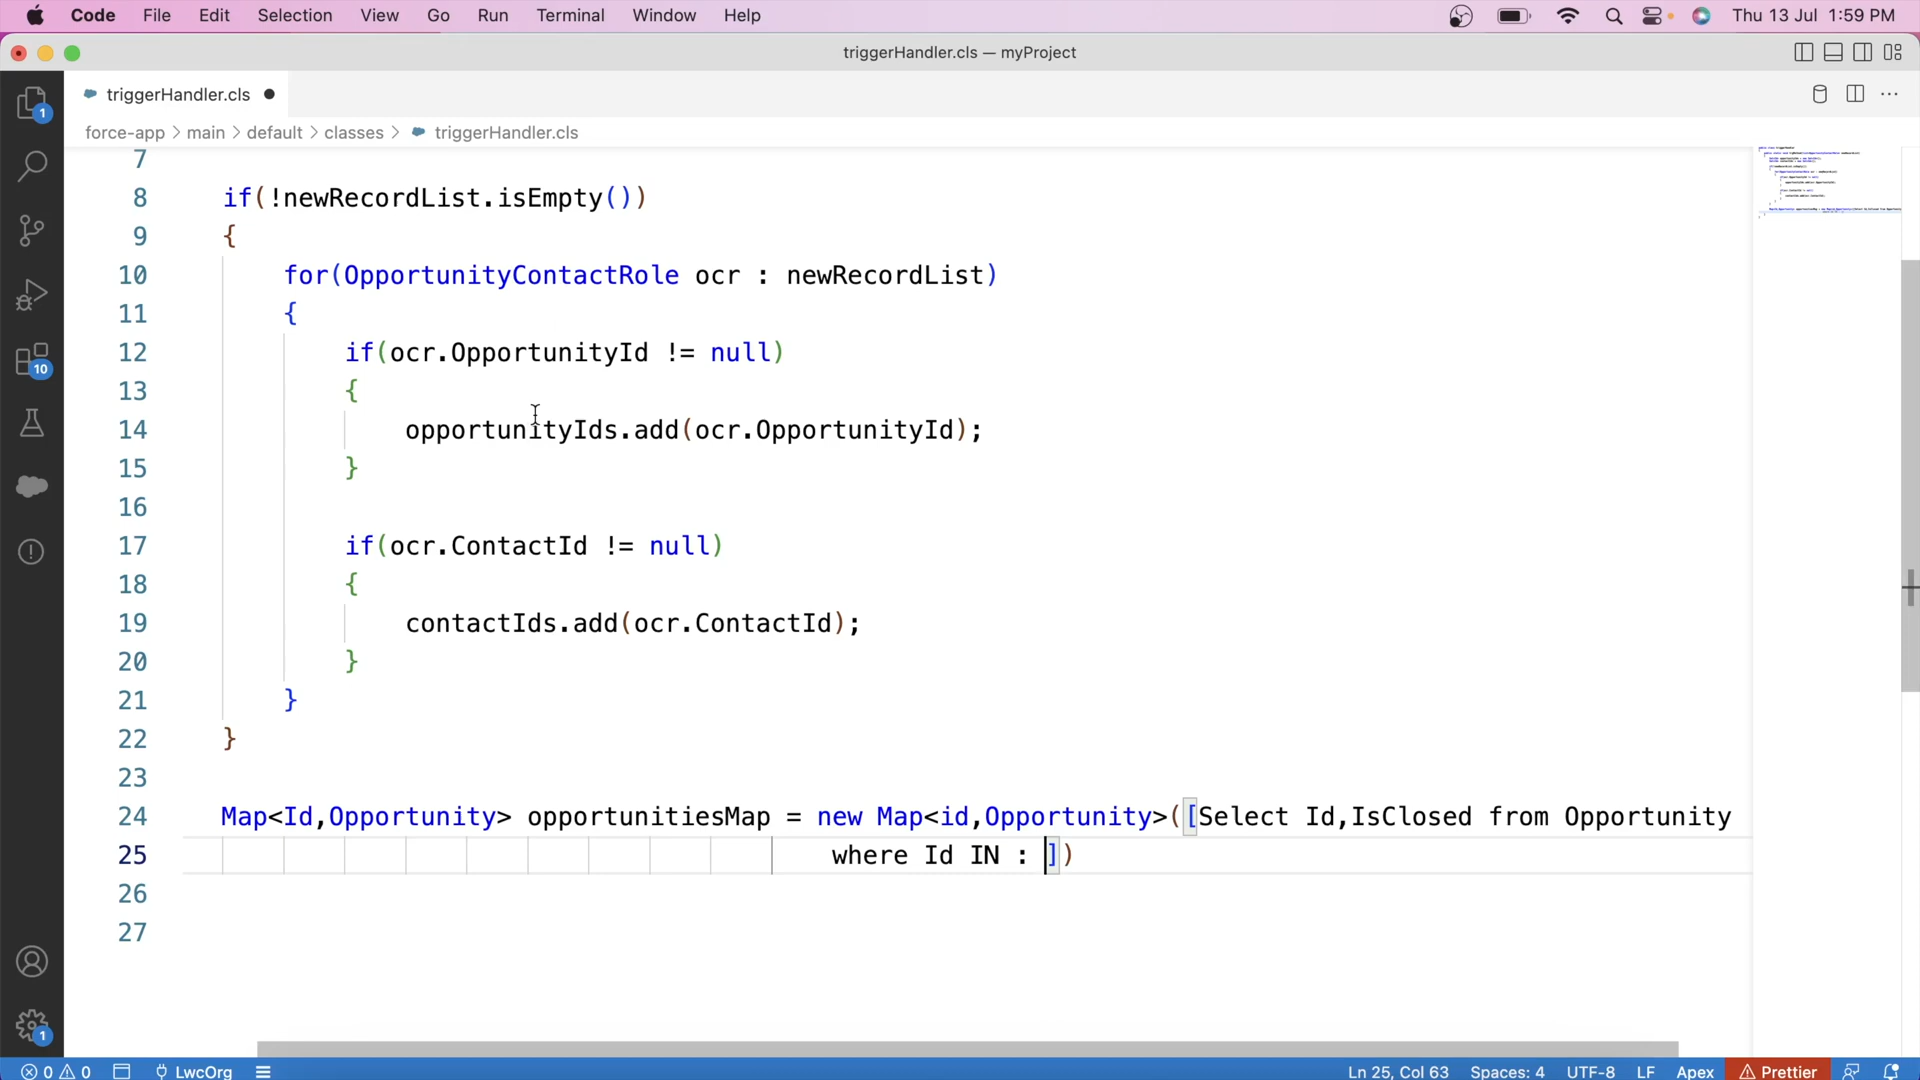 Code File Edit Selection View Go Run Terminal Window Help Thu 13 Jul 1:59 PM
triggerHandler.cls — myProject
triggerHandler.cls
force-app > main > default > classes > triggerHandler.cls
7
8 if(!newRecordList.isEmpty())
9 {
10 for(OpportunityContactRole ocr : newRecordList)
11 {
12 if(ocr.OpportunityId != null)
13 {
14 opportunityIds.add(ocr.OpportunityId);
15 }
16
17 if(ocr.ContactId != null)
18 {
19 contactIds.add(ocr.ContactId);
20 }
21 }
22 }
23
24 Map<Id,Opportunity> opportunitiesMap = new Map<id,Opportunity>([Select Id,IsClosed from Opportunity
25 where Id IN : ])
26
27
1
10
1
0 0 LwcOrg Ln 25, Col 63 Spaces: 4 UTF-8 LF Apex Prettier